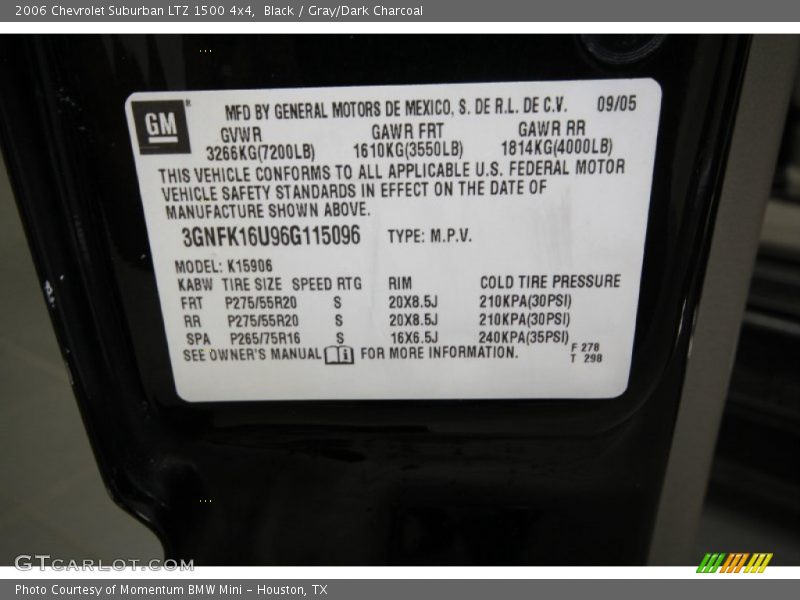 2006 Chevrolet Suburban LTZ 1500 4x4, Black / Gray/Dark Charcoal
GM® MFD BY GENERAL MOTORS DE MEXICO, S. DE R.L. DE C.V. 09/05
GVWR GAWR FRT GAWR RR
3266KG(7200LB) 1610KG(3550LB) 1814KG(4000LB)
THIS VEHICLE CONFORMS TO ALL APPLICABLE U.S. FEDERAL MOTOR
VEHICLE SAFETY STANDARDS IN EFFECT ON THE DATE OF
MANUFACTURE SHOWN ABOVE.
3GNFK16U96G115096 TYPE: M.P.V.
MODEL: K15906
KABW TIRE SIZE SPEED RTG RIM COLD TIRE PRESSURE
FRT P275/55R20 S 20X8.5J 210KPA(30PSI)
RR P275/55R20 S 20X8.5J 210KPA(30PSI)
SPA P265/75R16 S 16X6.5J 240KPA(35PSI)
SEE OWNER'S MANUAL FOR MORE INFORMATION. F 278
T 298
GTcarlot.com
Photo Courtesy of Momentum BMW Mini - Houston, TX